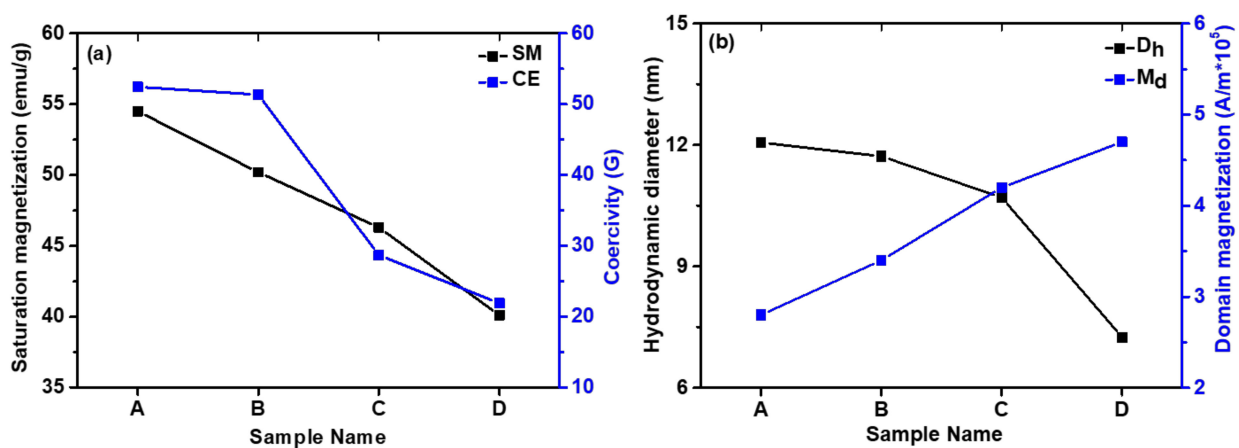 (a)
SM
CE
Saturation magnetization (emu/g)
60
55
50
45
40
35
60
50
40
30
20
10
Coercivity (G)
A B C D
Sample Name
(b)
Dh
Md
Hydrodynamic diameter (nm)
15
12
9
6
6
5
4
3
2
Domain magnetization (A/m*10⁵)
A B C D
Sample Name